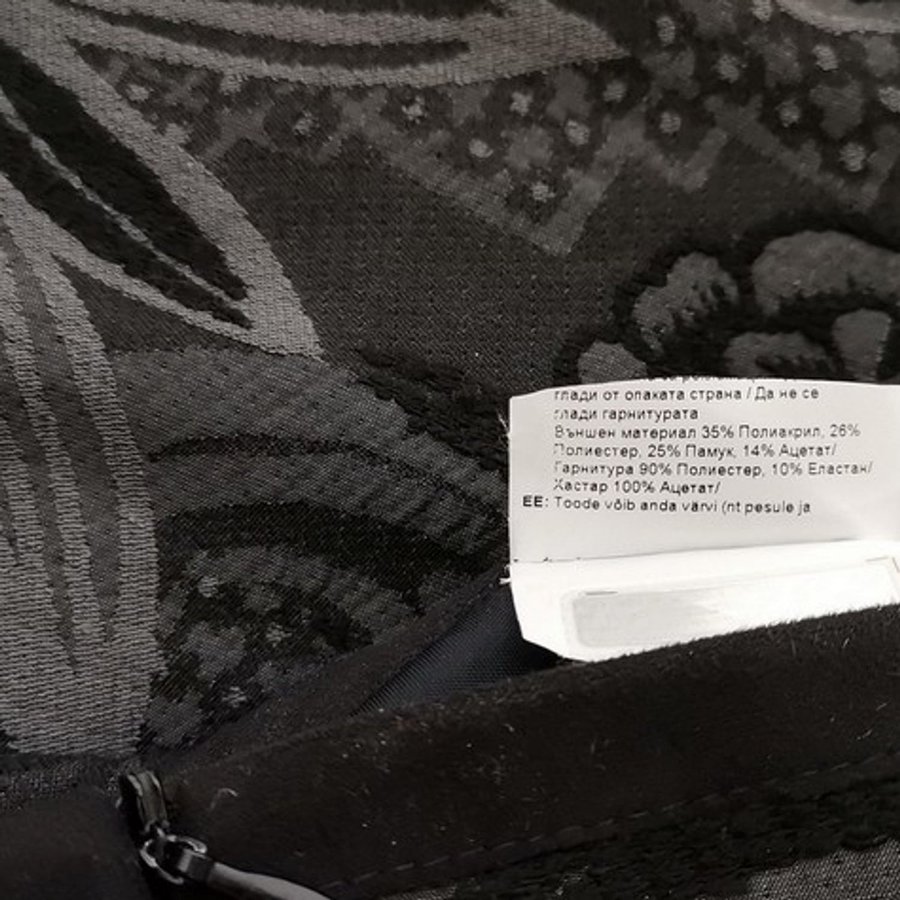 глади от опаката страна / Да не се
глади гарнитурата
Външен материал 35% Полиакрил, 26%
Полиестер, 25% Памук, 14% Ацетат/
Гарнитура 90% Полиестер, 10% Еластан/
Хастар 100% Ацетат/
EE: Toode võib anda värvi (nt pesule ja